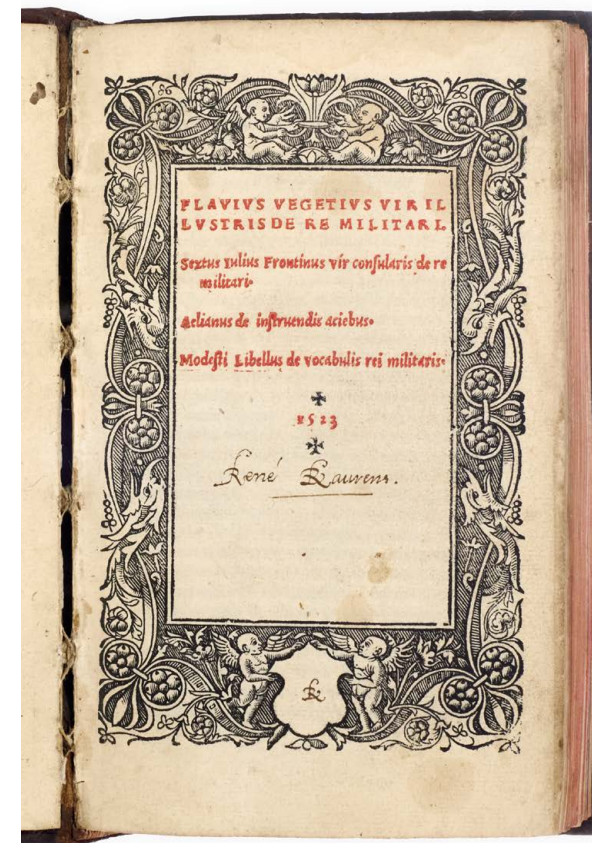 FLAVIVS VEGETIVS VIR IL
LVSTRIS DE RE MILITARI.
Sextus Iulius Frontinus vir consularis de re
militari.
Aelianus de instruendis aciebus.
Modesti Libellus de vocabulis rei militaris.
1523
René Laurens.